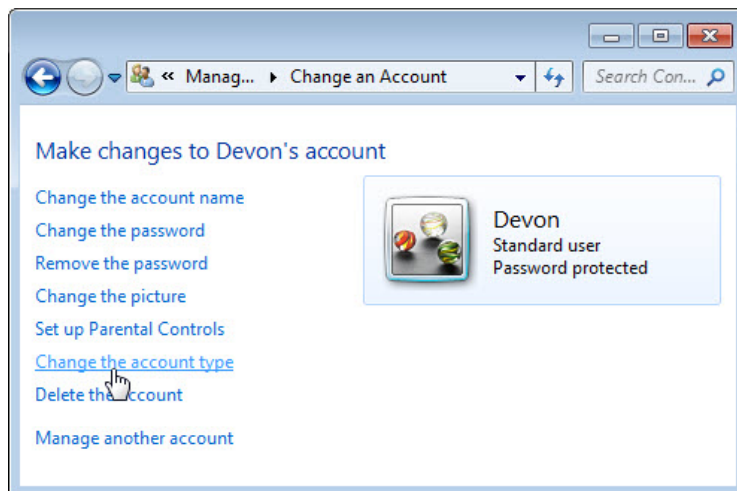 « Manag... ▸ Change an Account
Search Con...
Make changes to Devon's account
Change the account name
Change the password
Remove the password
Change the picture
Set up Parental Controls
Change the account type
Delete the account
Manage another account
Devon
Standard user
Password protected